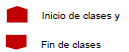 Inicio de clases y
Fin de clases